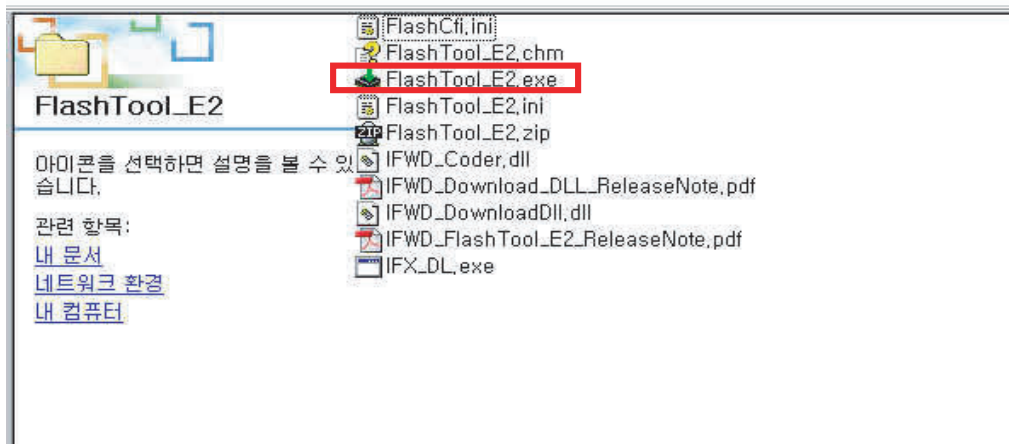 FlashTool_E2
아이콘을 선택하면 설명을 볼 수 있
습니다.
관련 항목:
내 문서
네트워크 환경
내 컴퓨터
FlashCfi.ini
FlashTool_E2.chm
FlashTool_E2.exe
FlashTool_E2.ini
ZIP
FlashTool_E2.zip
IFWD_Coder.dll
IFWD_Download_DLL_ReleaseNote.pdf
IFWD_DownloadDll.dll
IFWD_FlashTool_E2_ReleaseNote.pdf
IFX_DL.exe